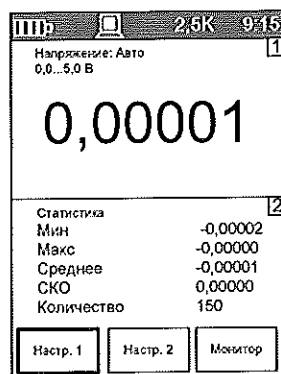 2,5К 9:15
Напряжение: Авто 1
0,0...5,0 В
0,00001
Статистика 2
Мин -0,00002
Макс -0,00000
Среднее -0,00001
СКО 0,00000
Количество 150
Настр. 1 Настр. 2 Монитор